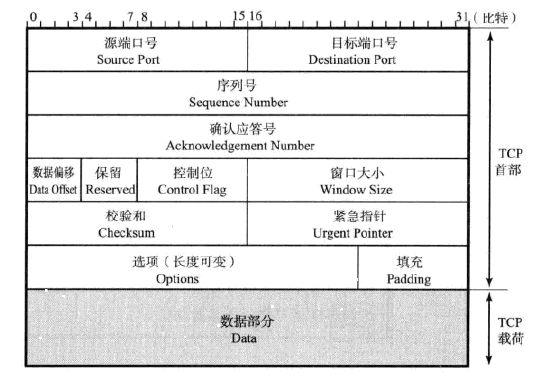 0 3 4 7 8 15 16 31 (比特)
源端口号 目标端口号
Source Port Destination Port
序列号
Sequence Number
确认应答号
Acknowledgement Number
TCP
首部
数据偏移 保留 控制位 窗口大小
Data Offset Reserved Control Flag Window Size
校验和 紧急指针
Checksum Urgent Pointer
选项(长度可变) 填充
Options Padding
数据部分
Data
TCP
载荷